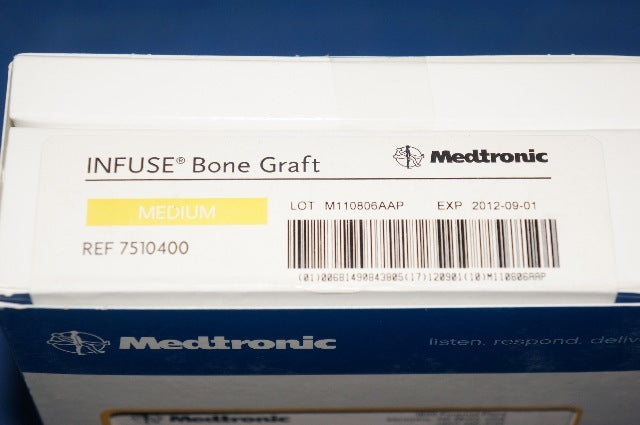 INFUSE® Bone Graft
Medtronic
MEDIUM
LOT M110806AAP EXP 2012-09-01
REF 7510400
(01)00681490843805(17)120901(10)M110806AAP
Medtronic
listen. respond. deliv
Medtronic